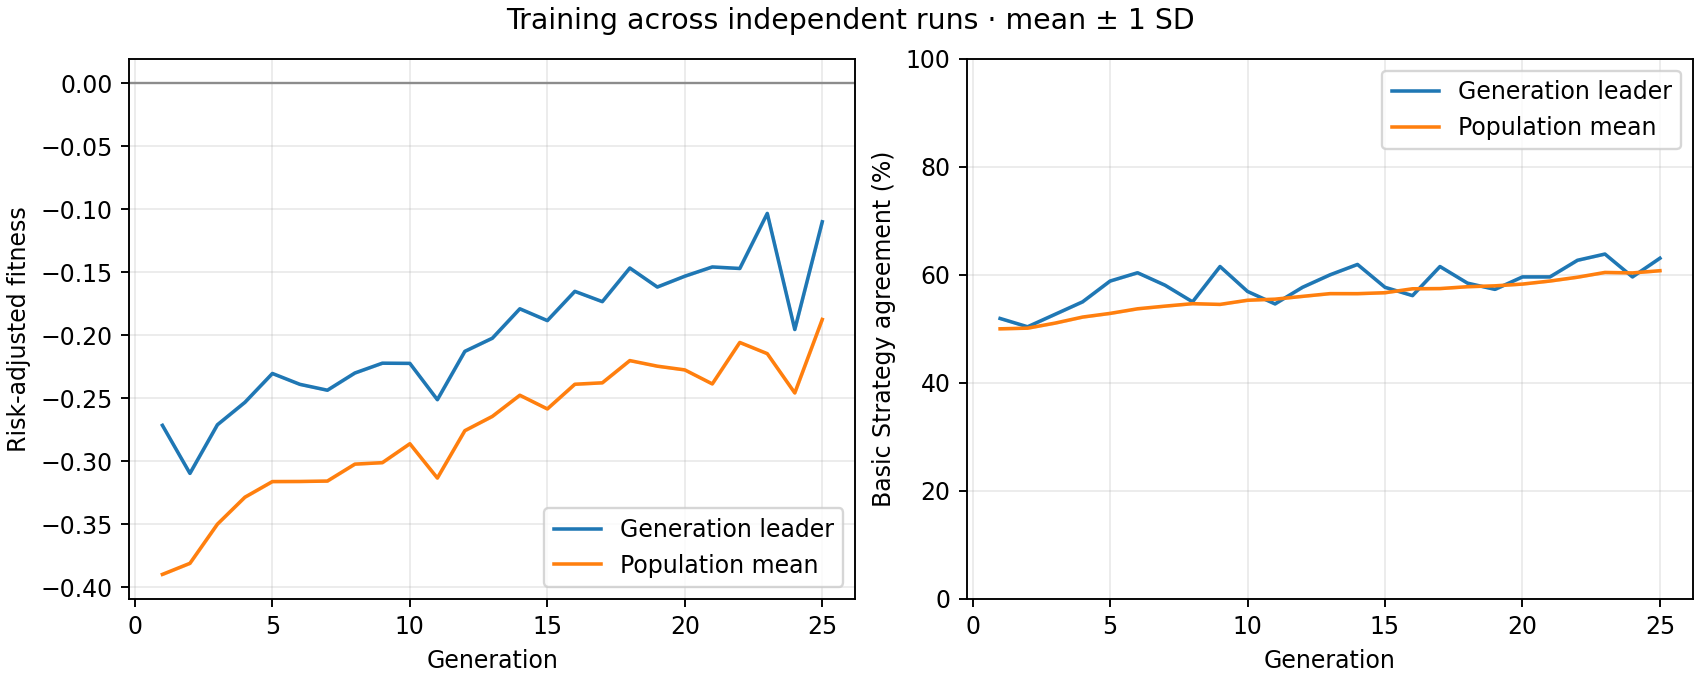 Training across independent runs · mean ± 1 SD
Risk-adjusted fitness
0.00
−0.05
−0.10
−0.15
−0.20
−0.25
−0.30
−0.35
−0.40
Generation leader
Population mean
0 5 10 15 20 25
Generation
Basic Strategy agreement (%)
100
80
60
40
20
0
Generation leader
Population mean
0 5 10 15 20 25
Generation